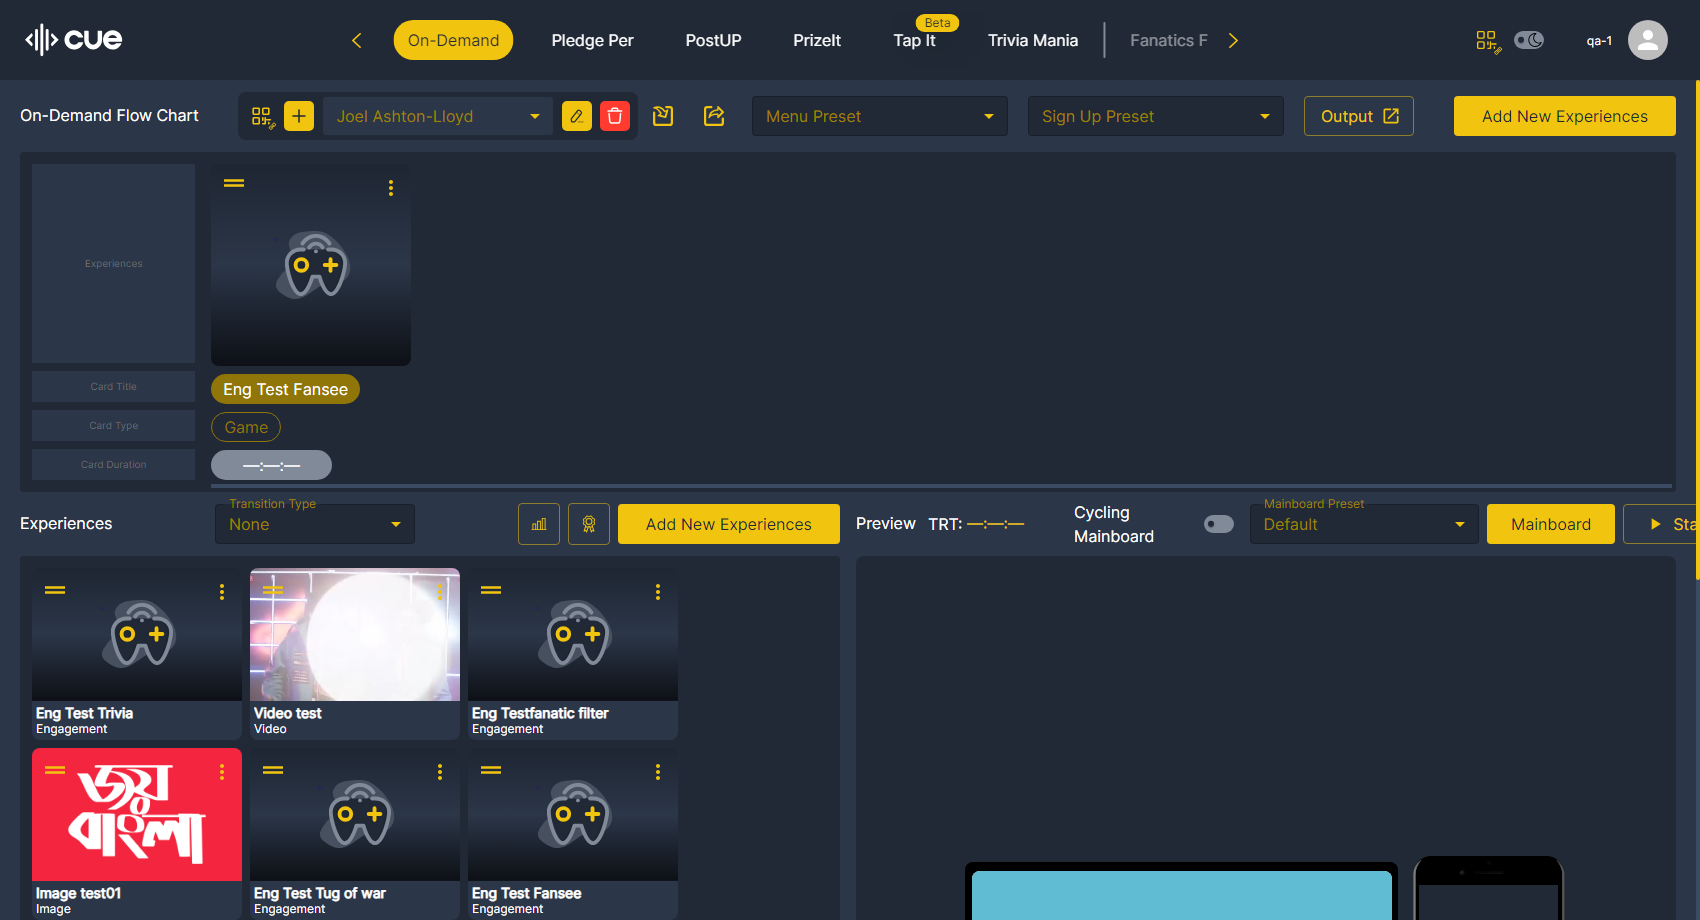 cue
On-Demand
Pledge Per
PostUP
PrizeIt
Tap It
Beta
Trivia Mania
Fanatics F
qa-1
On-Demand Flow Chart
Joel Ashton-Lloyd
Menu Preset
Sign Up Preset
Output
Add New Experiences
Experiences
Card Title
Eng Test Fansee
Card Type
Game
Card Duration
—:—:—
Experiences
Transition Type
None
Add New Experiences
Preview
TRT: —:—:—
Cycling
Mainboard
Mainboard Preset
Default
Mainboard
Sta
Eng Test Trivia
Engagement
Video test
Video
Eng Testfanatic filter
Engagement
জয়
বাংলা
Image test01
Image
Eng Test Tug of war
Engagement
Eng Test Fansee
Engagement